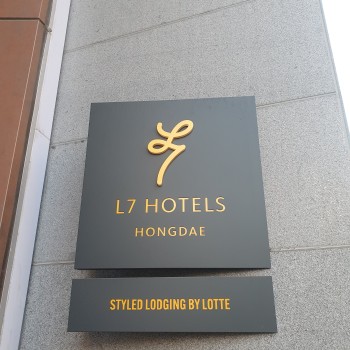 L7
L7 HOTELS
HONGDAE
STYLED LODGING BY LOTTE